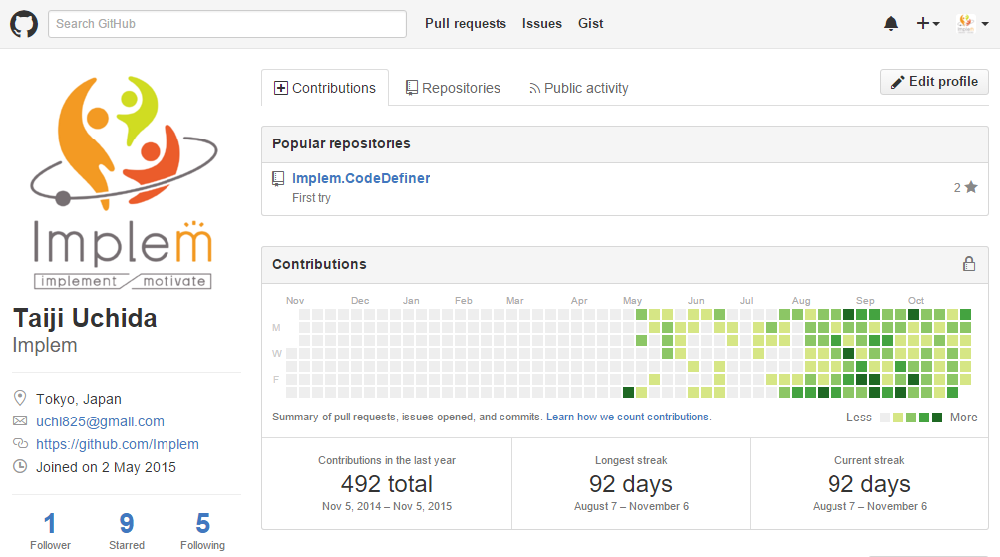 Search GitHub
Pull requests
Issues
Gist
Implem
implement motivate
Taiji Uchida
Implem
Tokyo, Japan
uchi825@gmail.com
https://github.com/Implem
Joined on 2 May 2015
1
Follower
9
Starred
5
Following
Contributions
Repositories
Public activity
Edit profile
Popular repositories
Implem.CodeDefiner
First try
2
Contributions
Nov Dec Jan Feb Mar Apr May Jun Jul Aug Sep Oct
M
W
F
Summary of pull requests, issues opened, and commits. Learn how we count contributions.
Less
More
Contributions in the last year
492 total
Nov 5, 2014 – Nov 5, 2015
Longest streak
92 days
August 7 – November 6
Current streak
92 days
August 7 – November 6